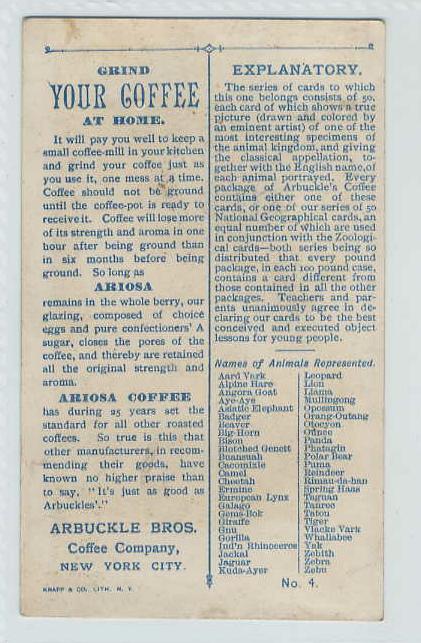 GRIND
YOUR COFFEE
AT HOME.
It will pay you well to keep a
small coffee-mill in your kitchen
and grind your coffee just as
you use it, one mess at a time.
Coffee should not be ground
until the coffee-pot is ready to
receive it. Coffee will lose more
of its strength and aroma in one
hour after being ground than
in six months before being
ground. So long as
ARIOSA
remains in the whole berry, our
glazing, composed of choice
eggs and pure confectioners' A
sugar, closes the pores of the
coffee, and thereby are retained
all the original strength and
aroma.
ARIOSA COFFEE
has during 25 years set the
standard for all other roasted
coffees. So true is this that
other manufacturers, in recom-
mending their goods, have
known no higher praise than
to say, "It's just as good as
Arbuckles'."
ARBUCKLE BROS.
Coffee Company,
NEW YORK CITY.
KNAPP & CO. LITH. N. Y.
EXPLANATORY.
The series of cards to which
this one belongs consists of 50,
each card of which shows a true
picture (drawn and colored by
an eminent artist) of one of the
most interesting specimens of
the animal kingdom, and giving
the classical appellation, to-
gether with the English name, of
each animal portrayed. Every
package of Arbuckle's Coffee
contains either one of these
cards, or one of our series of 50
National Geographical cards, an
equal number of which are used
in conjunction with the Zoologi-
cal cards—both series being so
distributed that every pound
package, in each 100 pound case,
contains a card different from
those contained in all the other
packages. Teachers and par-
ents unanimously agree in de-
claring our cards to be the best
conceived and executed object
lessons for young people.
Names of Animals Represented.
Aard Vark
Alpine Hare
Angora Goat
Aye-Aye
Asiatic Elephant
Badger
Beaver
Big-Horn
Bison
Blotched Genett
Buansuah
Cacomixle
Camel
Cheetah
Ermine
European Lynx
Galago
Gems-Bok
Giraffe
Gnu
Gorilla
Ind'n Rhinoceros
Jackal
Jaguar
Kuda-Ayer
Leopard
Lion
Llama
Mullingong
Opossum
Orang-Outang
Otocyon
Ounce
Panda
Phatagin
Polar Bear
Puma
Reindeer
Rimau-da-han
Spring Haas
Taguan
Taureo
Tatou
Tiger
Viscke Vark
Whallabee
Yak
Zebith
Zebra
Zebu
No. 4.